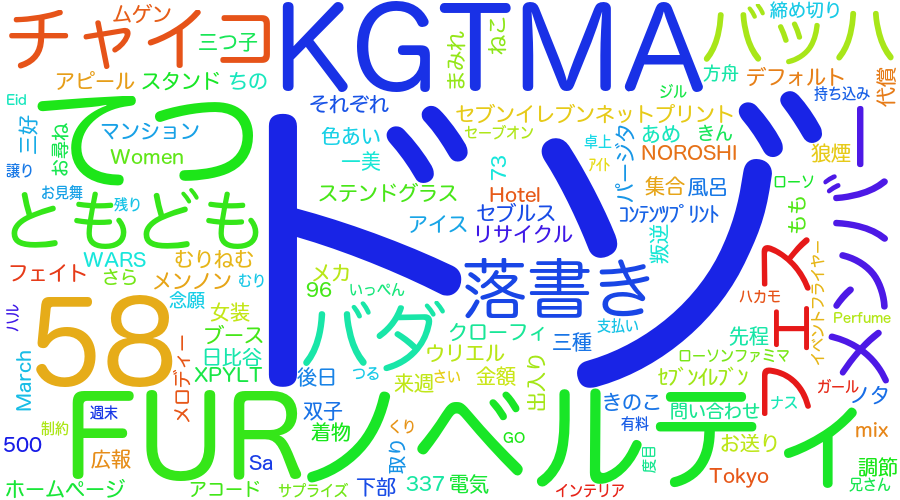 ムゲン
チャイコ
三つ子
KGTMA
まみれ
ねこ
バッハ
締め切り
アピール
スタンド
ちの
方舟
デフォルト
代償
Eid
てつ
それぞれ
セブンイレブンネットプリント
ジル
持ち込み
三好
お尋ね
マンション
色あい
セーブオン
卓上
パージタ
あめ
きん
Women
一美
73
アイト
NOROSHI
狼煙
ドゾ
メンバー
譲り
お見舞
残り
ステンドグラス
Hotel
集合
風呂
ローソ
ともども
アイス
セブルス
コンテンツプリント
もも
WARS
むりねむ
リサイクル
叛逆
フェス
フェイト
さら
メンノン
むり
メカ
落書き
フライヤー
イベント
ハル
58
念願
96
いっぺん
ハカモ
女装
バダ
クローフィ
支払い
Perfume
ブース
三種
先程
March
メロディー
日比谷
ウリエル
ローソンファミマ
XPYLT
後日
つる
来週
さい
金額
出入り
セブンイレブン
ガール
ノタ
FUR
ノベルティ
週末
双子
きのこ
問い合わせ
ナス
500
制約
着物
くり
GO
有料
お送り
mix
広報
Sa
取り
度目
調節
ホームページ
アコード
サプライズ
下部
337
電気
インテリア
Tokyo
兄さん